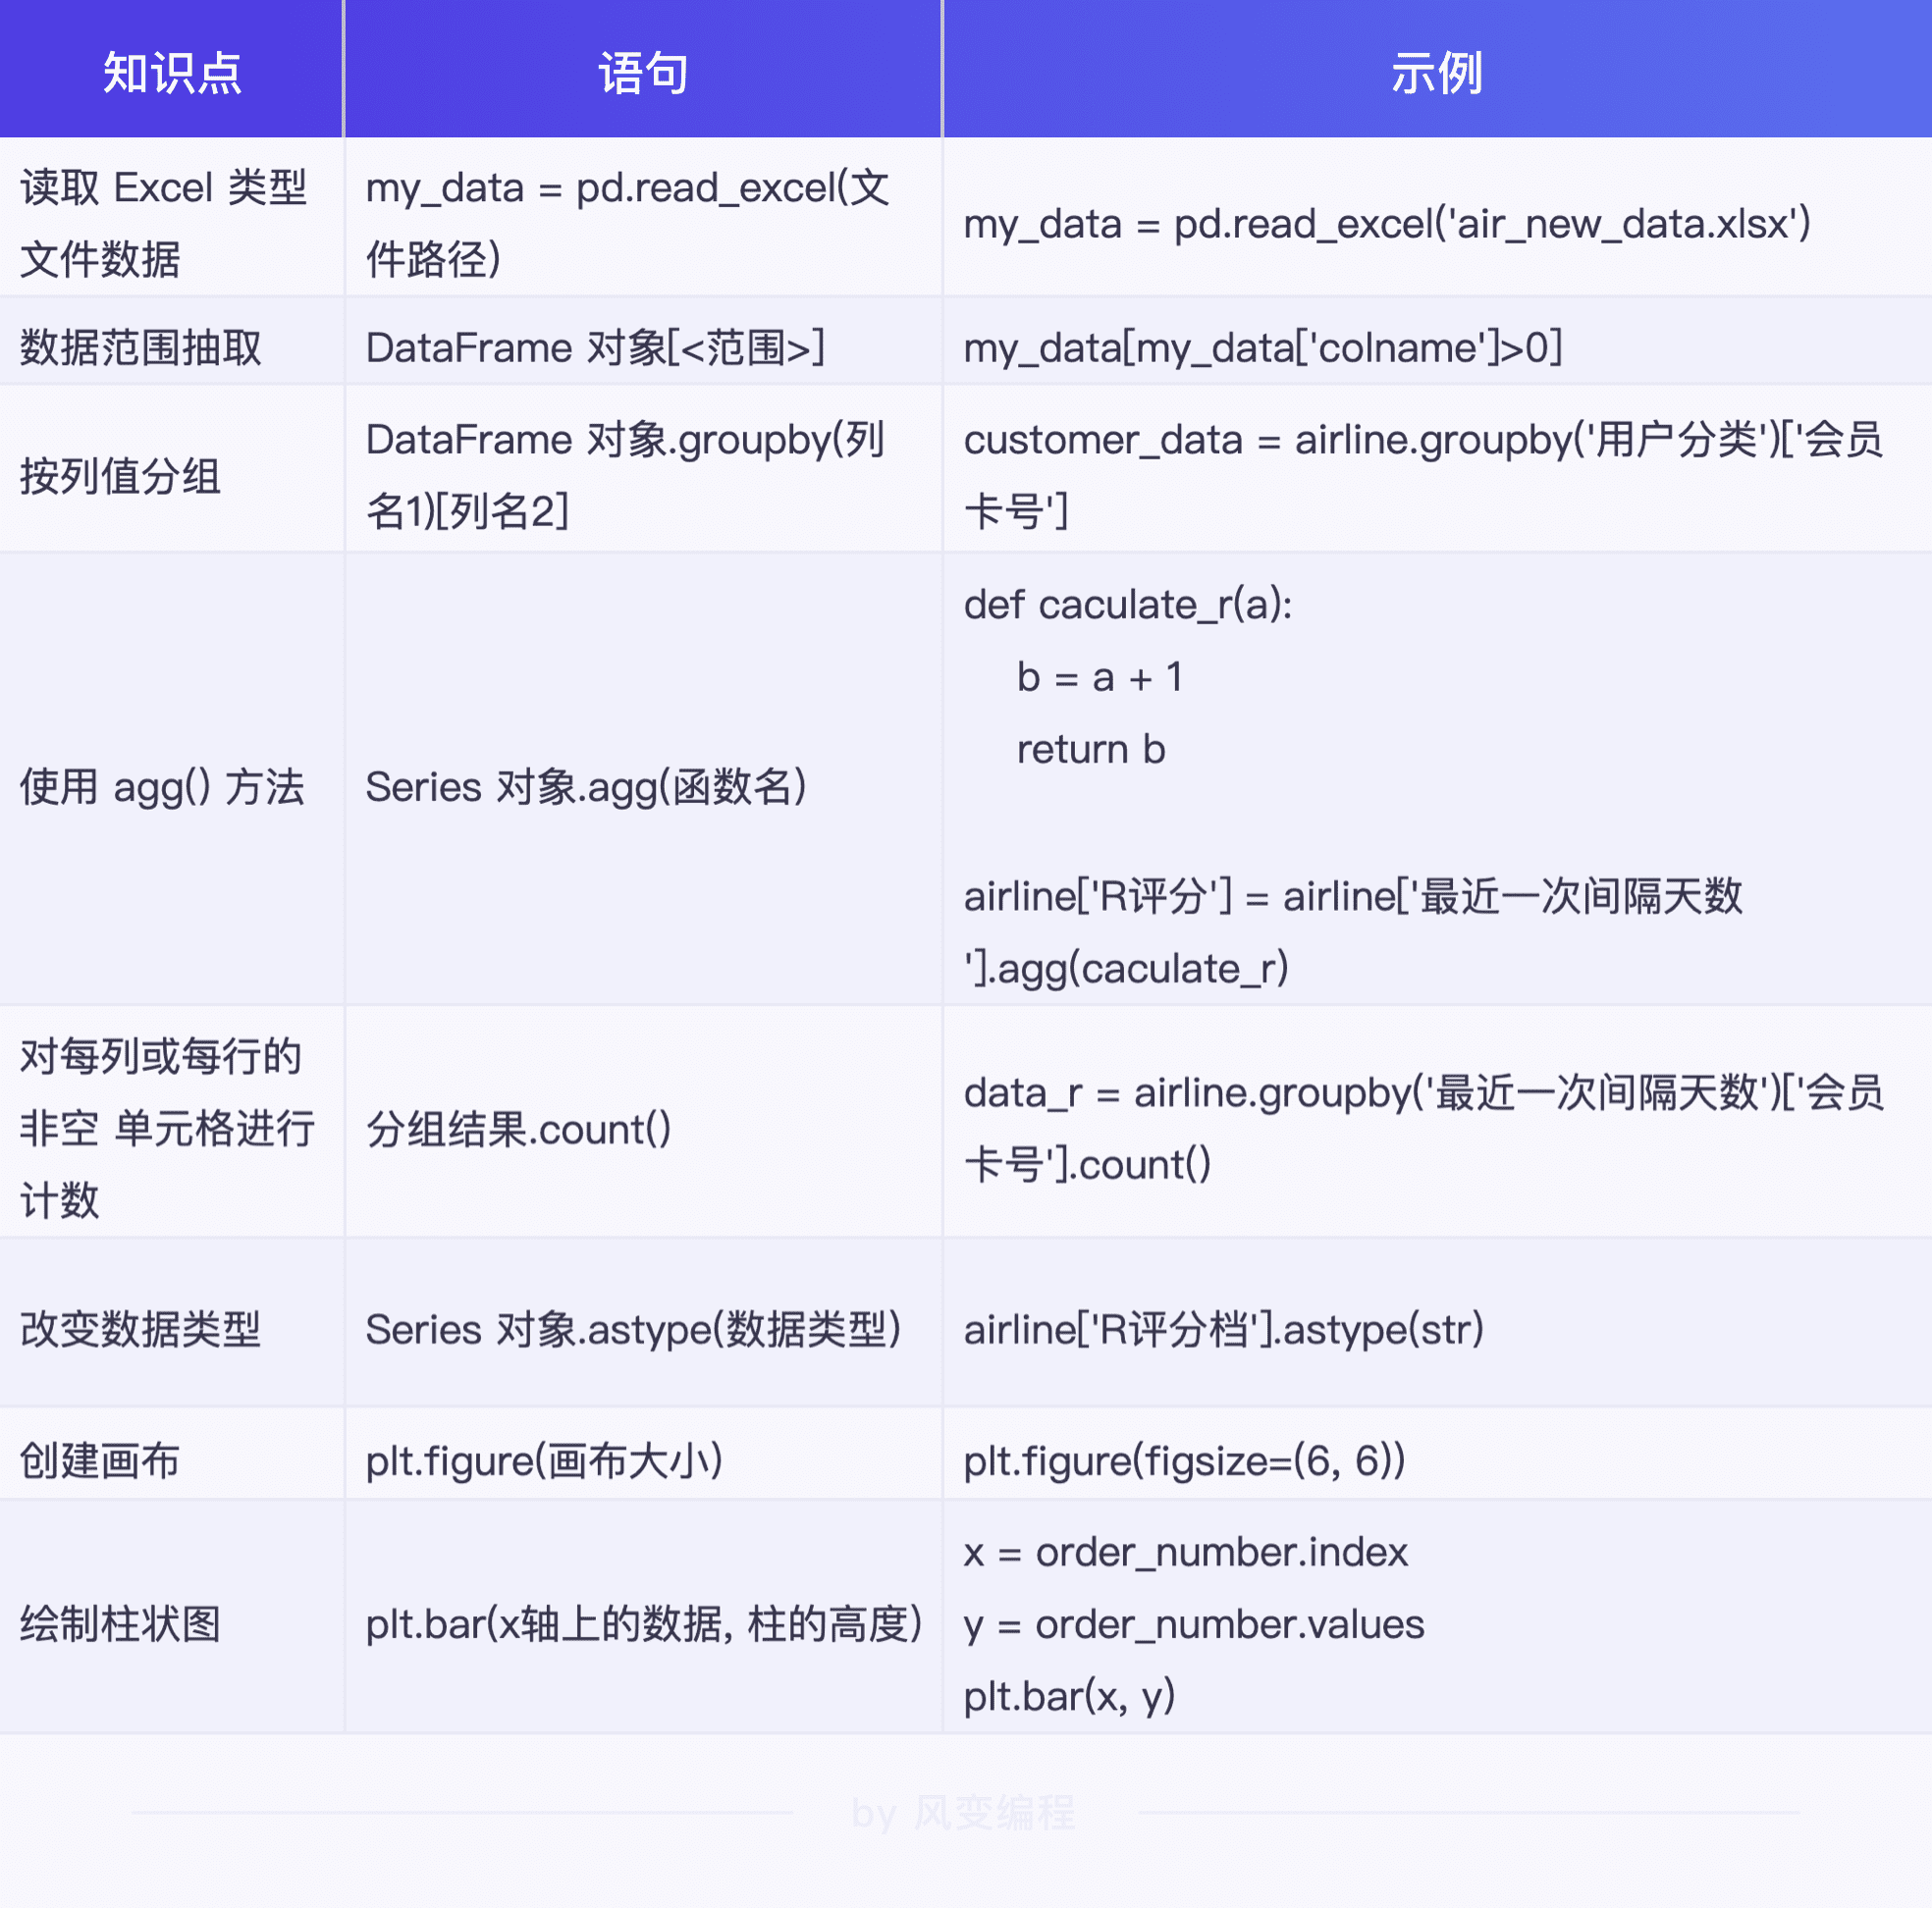 知识点
语句
示例
读取 Excel 类型
文件数据
my_data = pd.read_excel(文
件路径)
my_data = pd.read_excel('air_new_data.xlsx')
数据范围抽取
DataFrame 对象[<范围>]
my_data[my_data['colname']>0]
按列值分组
DataFrame 对象.groupby(列
名1)[列名2]
customer_data = airline.groupby('用户分类')['会员
卡号']
使用 agg() 方法
Series 对象.agg(函数名)
def caculate_r(a):
b = a + 1
return b
airline['R评分'] = airline['最近一次间隔天数
'].agg(caculate_r)
对每列或每行的
非空 单元格进行
计数
分组结果.count()
data_r = airline.groupby('最近一次间隔天数')['会员
卡号'].count()
改变数据类型
Series 对象.astype(数据类型)
airline['R评分档'].astype(str)
创建画布
plt.figure(画布大小)
plt.figure(figsize=(6, 6))
绘制柱状图
plt.bar(x轴上的数据, 柱的高度)
x = order_number.index
y = order_number.values
plt.bar(x, y)
by 风变编程